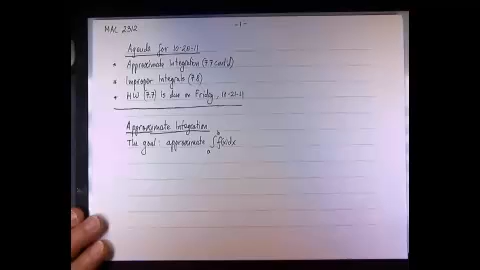 MAC 2312
-1-
Agenda for 10-20-11
• Approximate Integration (7.7 cont'd)
• Improper Integrals (7.8)
• HW (7.7) is due on Friday, 10-21-11
Approximate Integration
The goal: approximate ∫ₐᵇ f(x)dx